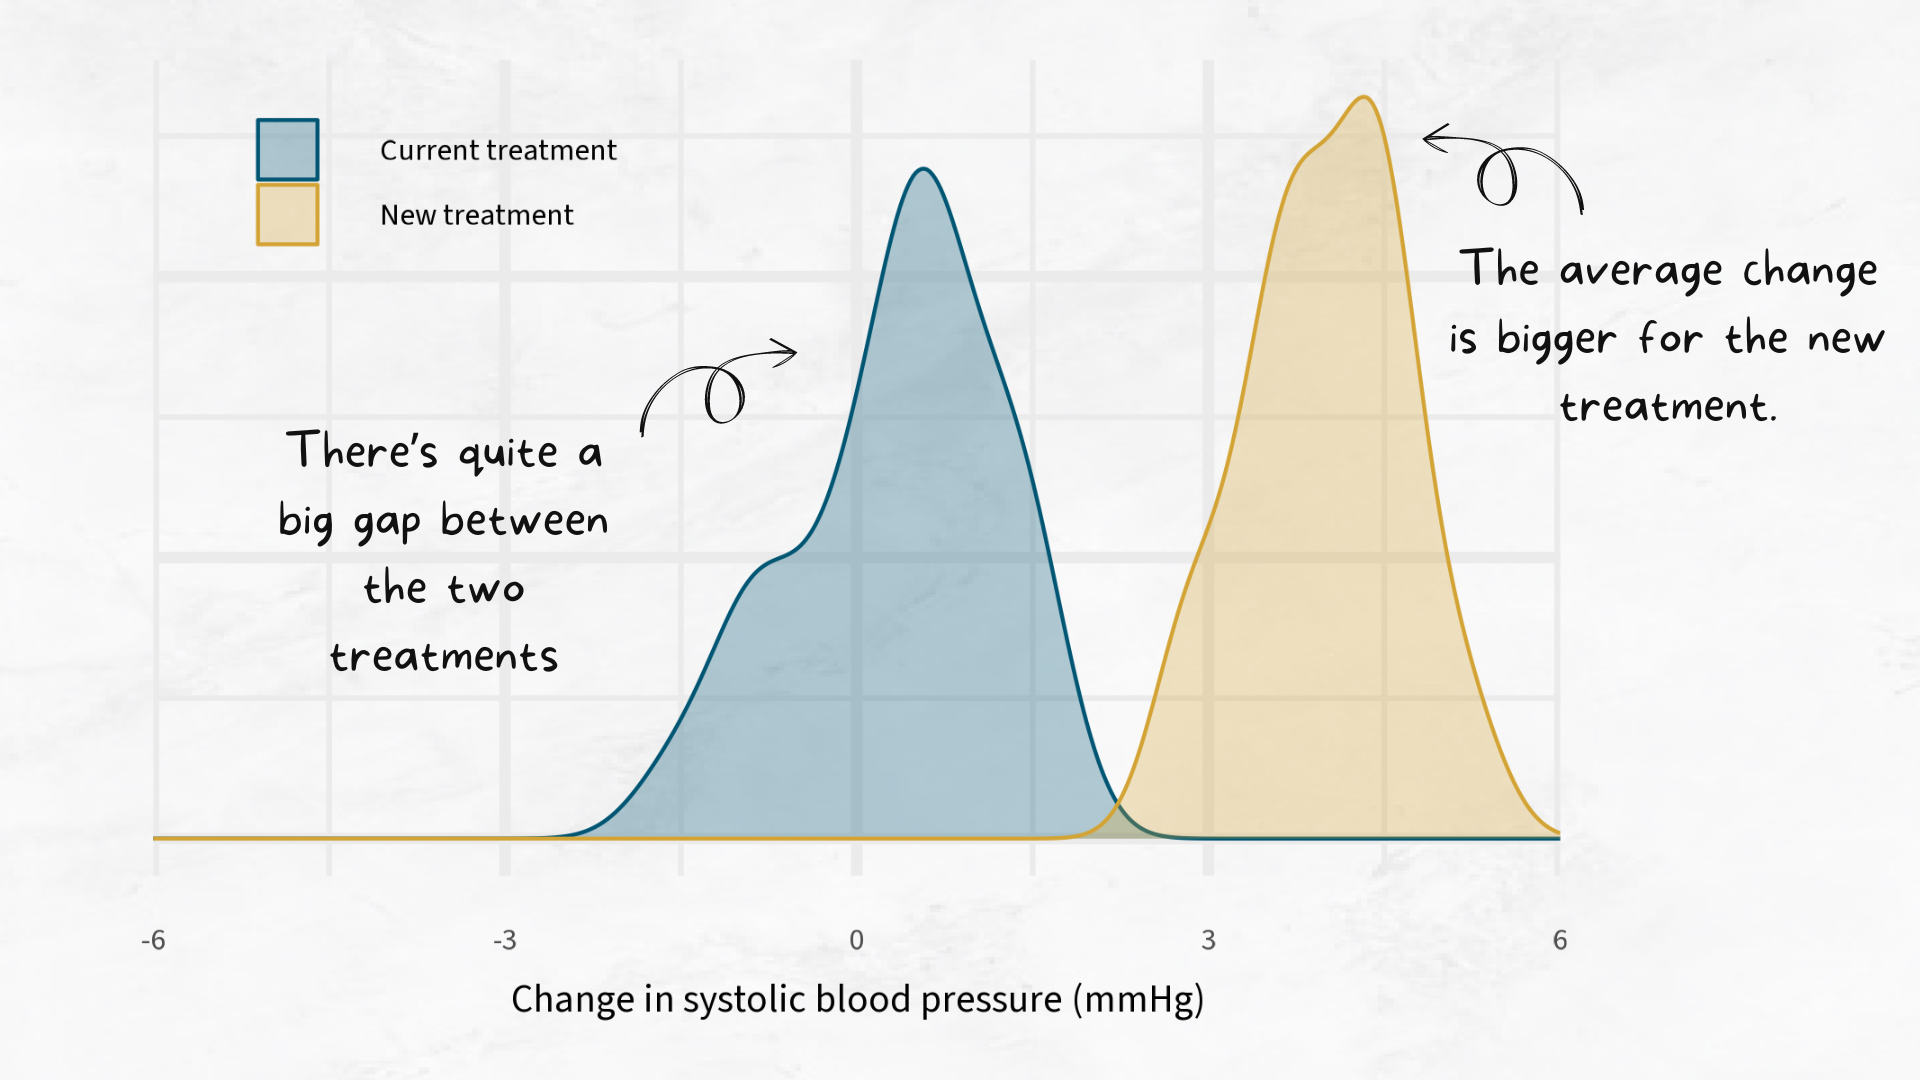 Current treatment
New treatment
The average change
is bigger for the new
treatment.
There's quite a
big gap between
the two
treatments
-6 -3 0 3 6
Change in systolic blood pressure (mmHg)